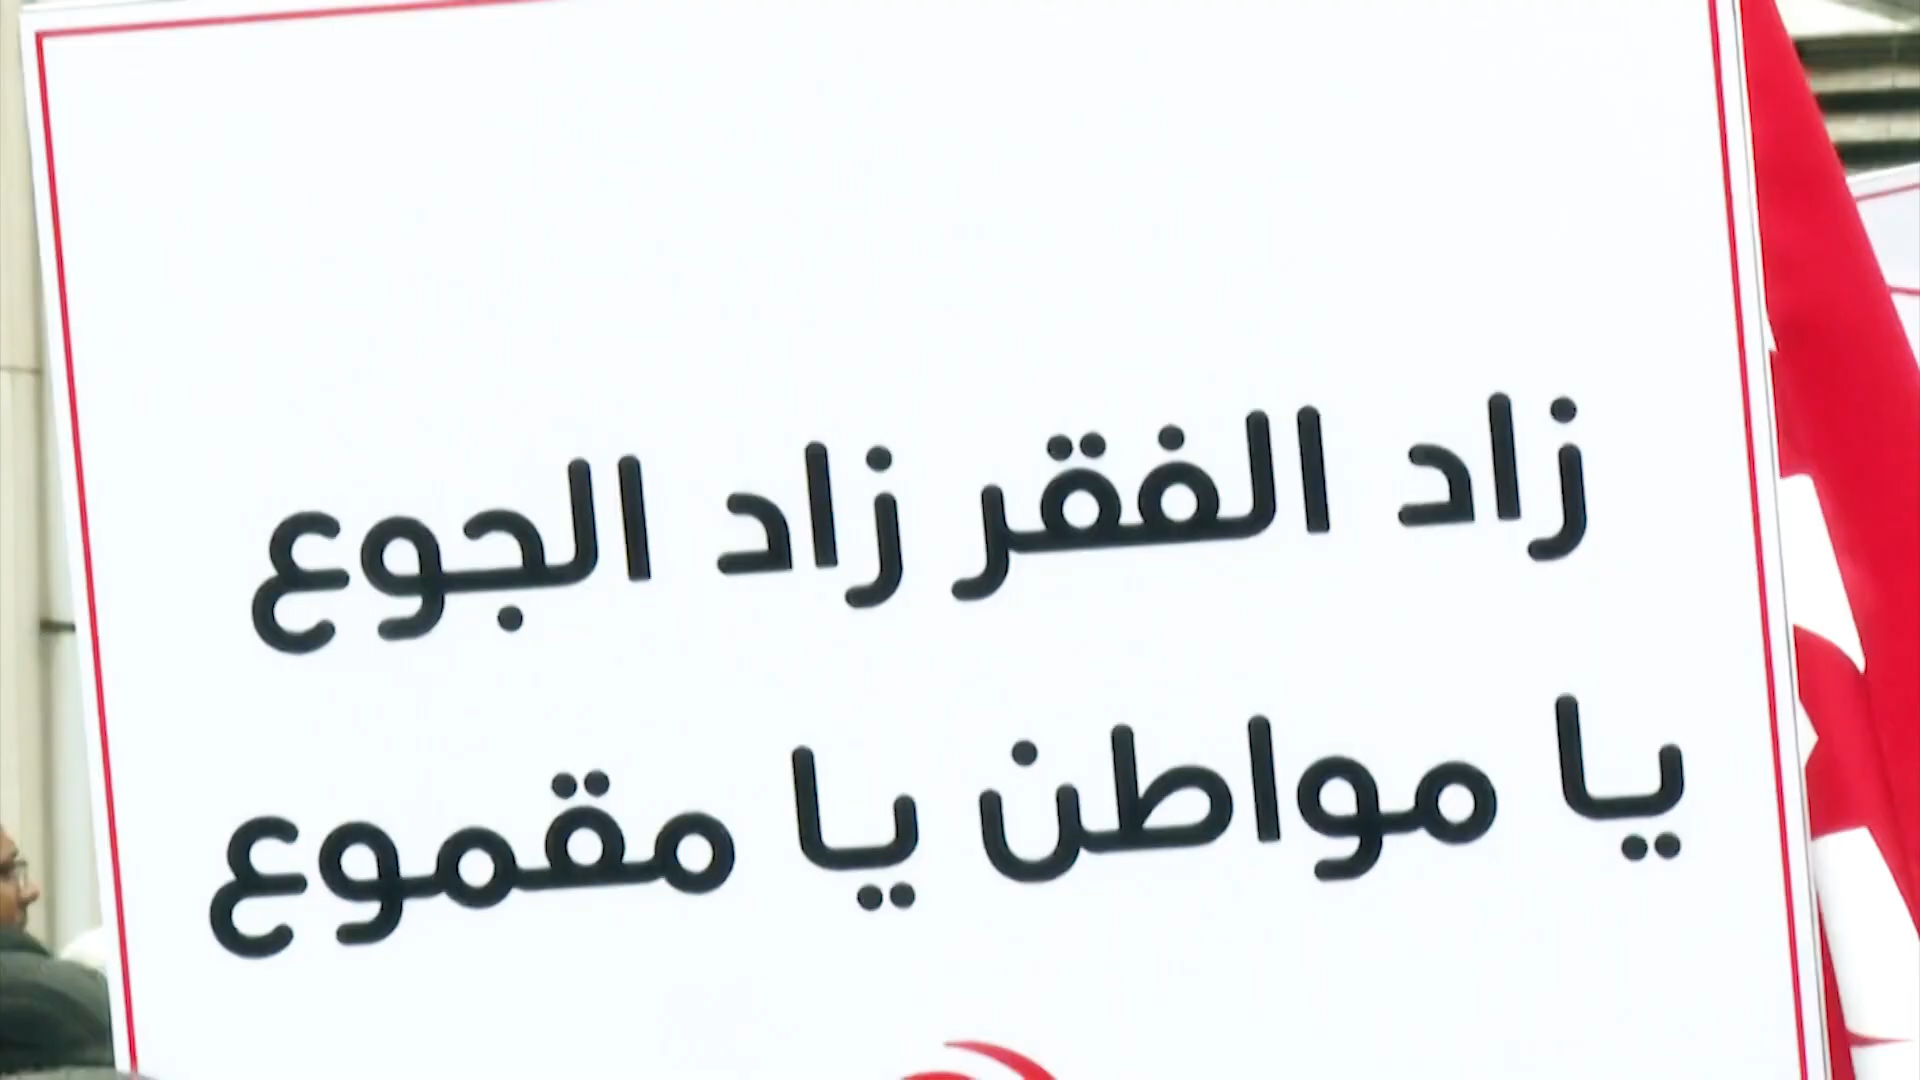 زاد الفقر زاد الجوع
يا مواطن يا مقموع